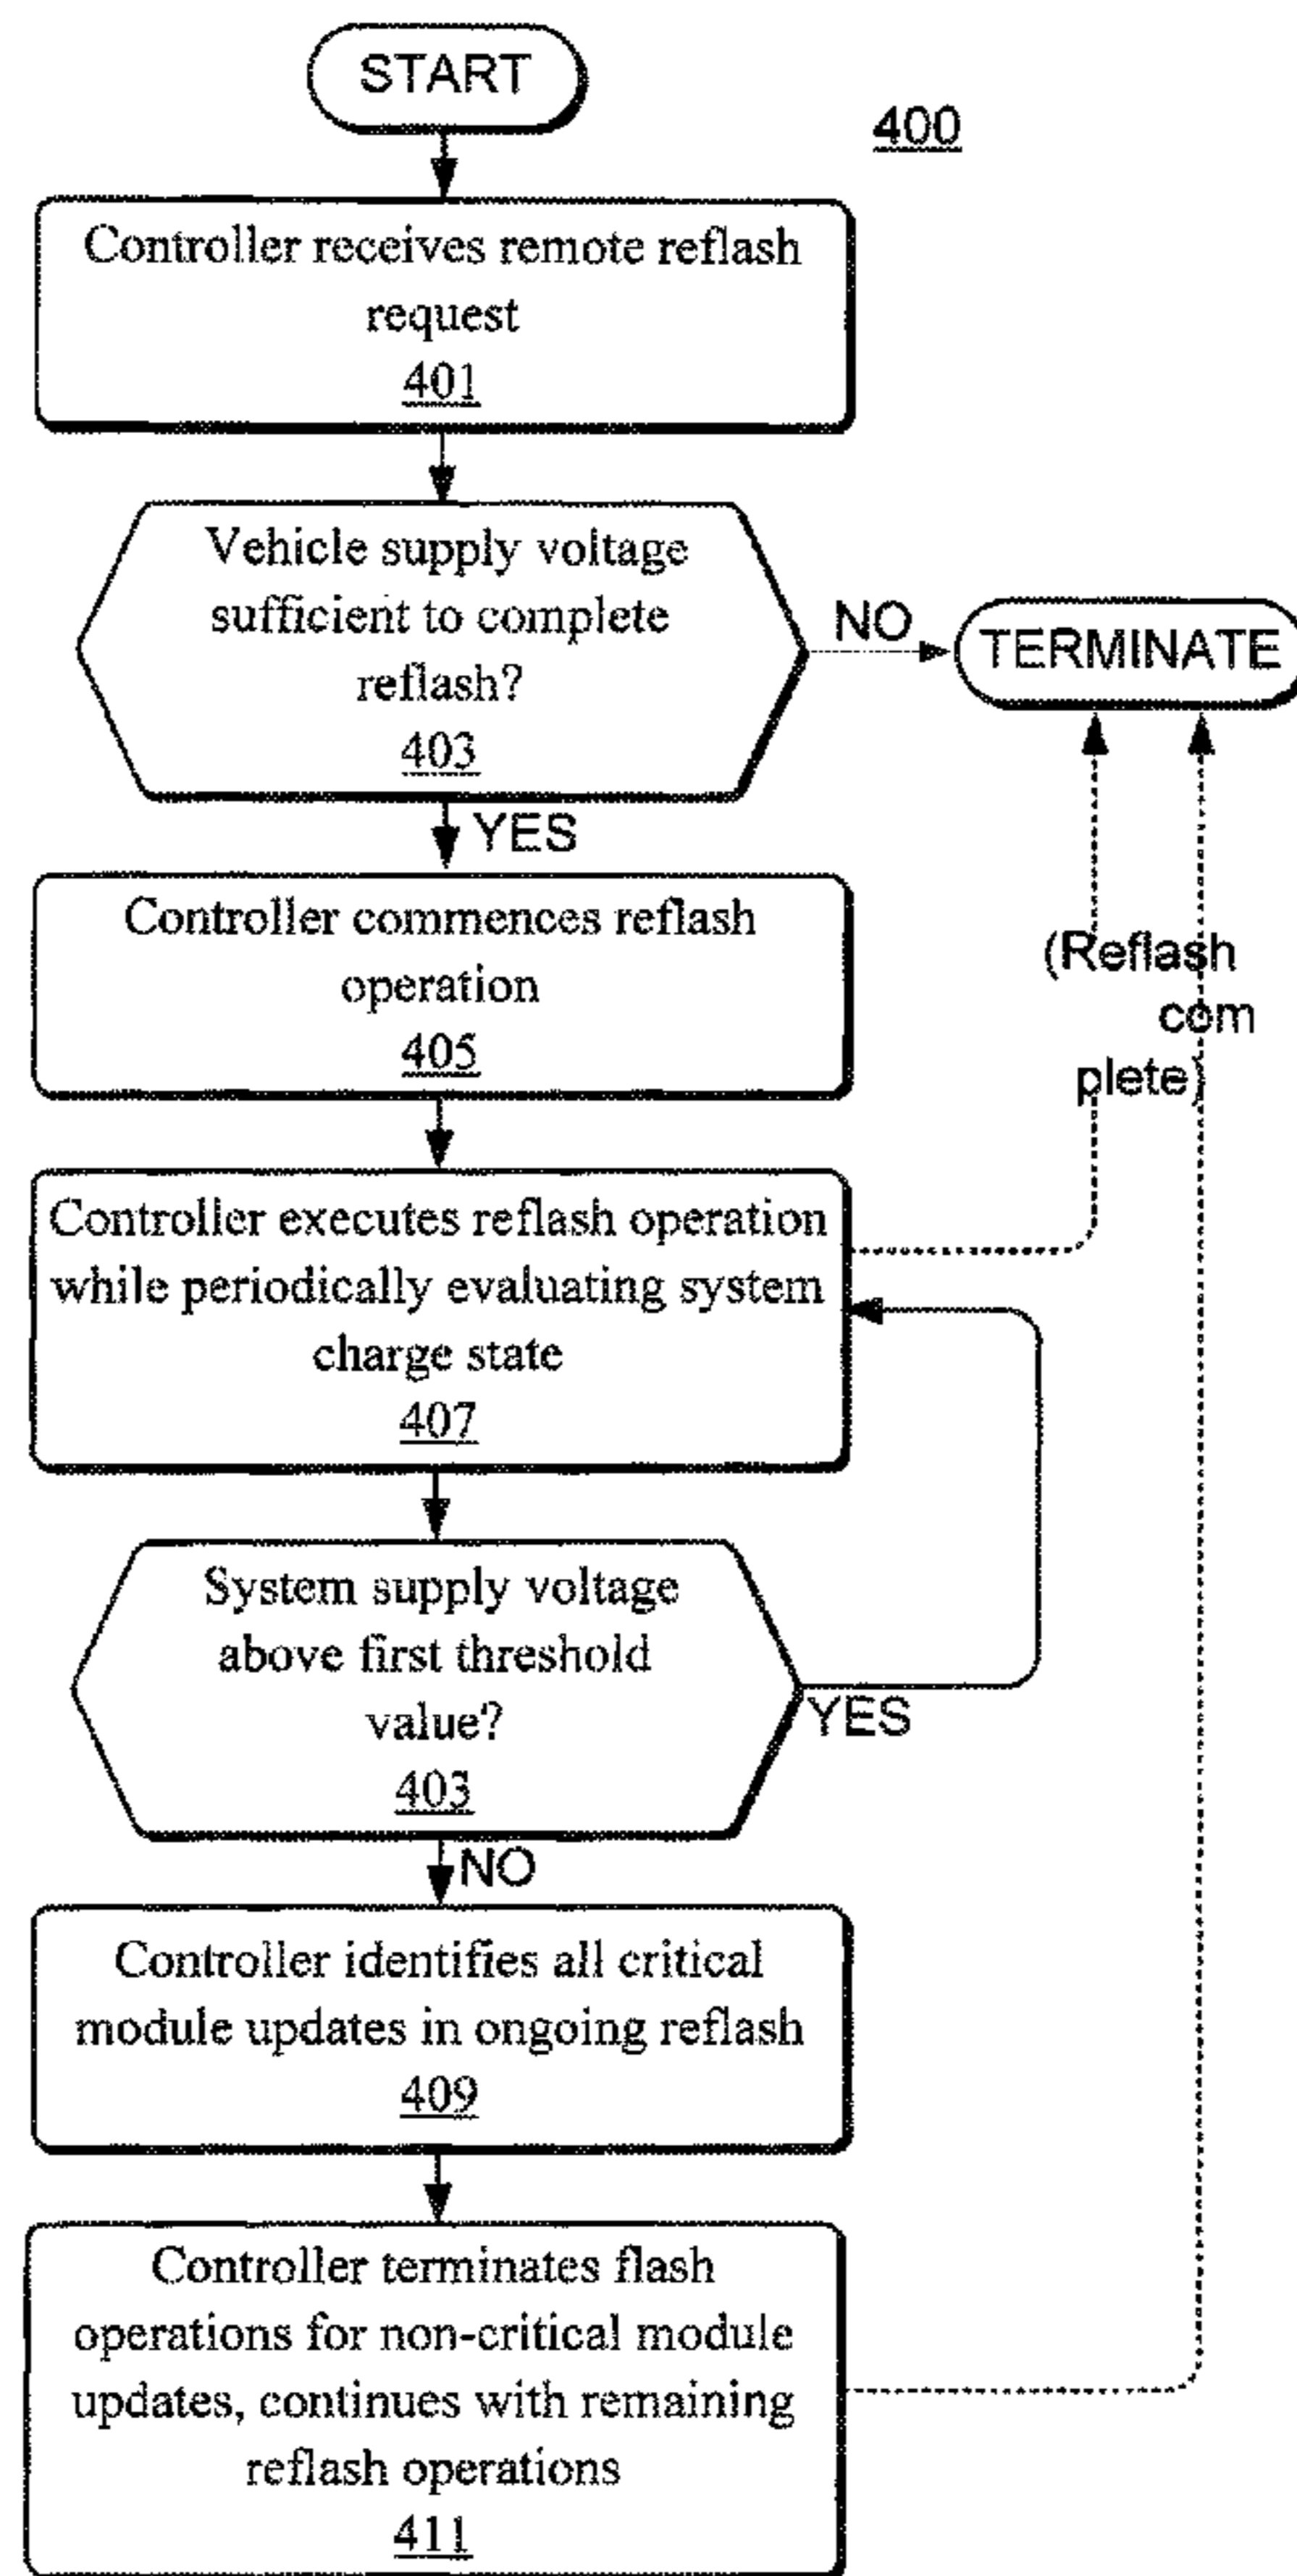 START
400
Controller receives remote reflash
request
401
Vehicle supply voltage
sufficient to complete
reflash?
403
NO
TERMINATE
YES
Controller commences reflash
operation
405
(Reflash
com
plete)
Controller executes reflash operation
while periodically evaluating system
charge state
407
System supply voltage
above first threshold
value?
403
YES
NO
Controller identifies all critical
module updates in ongoing reflash
409
Controller terminates flash
operations for non-critical module
updates, continues with remaining
reflash operations
411